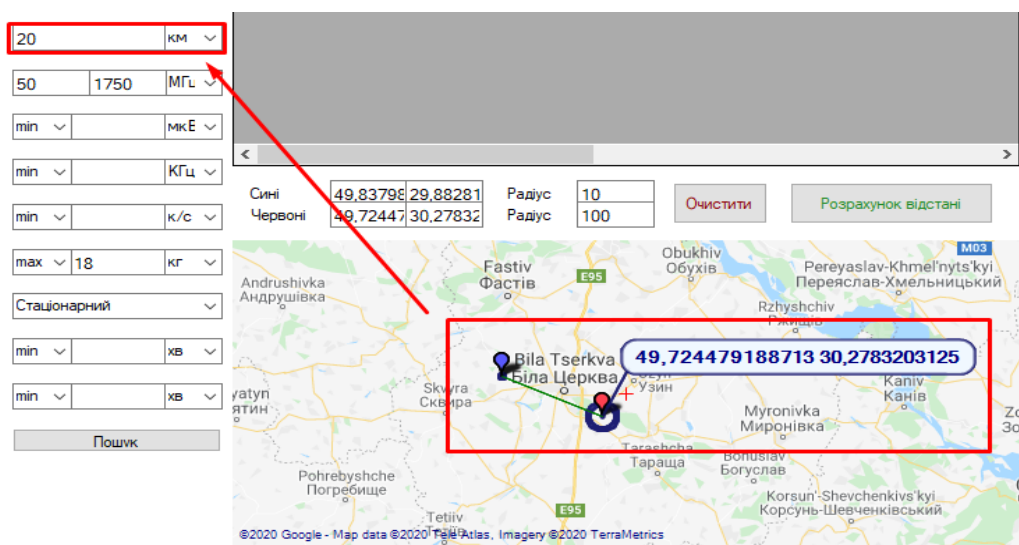 20 км
50 1750 МГц
min мкВ
min КГц
min к/с
max 18 кг
Стаціонарний
min хв
min хв
Пошук
Сині 49,83798 29,88281 Радіус 10
Червоні 49,72447 30,27832 Радіус 100
Очистити
Розрахунок відстані
M03
Obukhiv
Обухів
Fastiv
Фастів
E95
Pereyaslav-Khmel'nyts'kyi
Переяслав-Хмельницький
Andrushivka
Андрушівка
Rzhyshchiv
Ржищів
Bila Tserkva
Біла Церква
49,724479188713 30,2783203125
Узин
Kaniv
Канів
Skvyra
Сквира
yatyn
ятин
Myronivka
Миронівка
Tarashcha
Тараща
Bohuslav
Богуслав
Pohrebyshche
Погребище
Korsun'-Shevchenkivs'kyi
Корсунь-Шевченківський
E95
Tetiiv
©2020 Google - Map data ©2020 Tele Atlas, Imagery ©2020 TerraMetrics